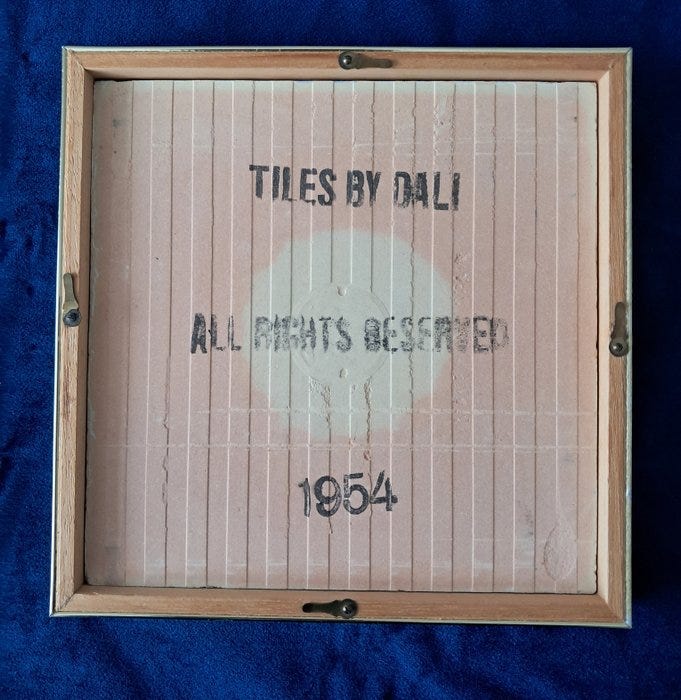 TILES BY DALI
ALL RIGHTS RESERVED
1954